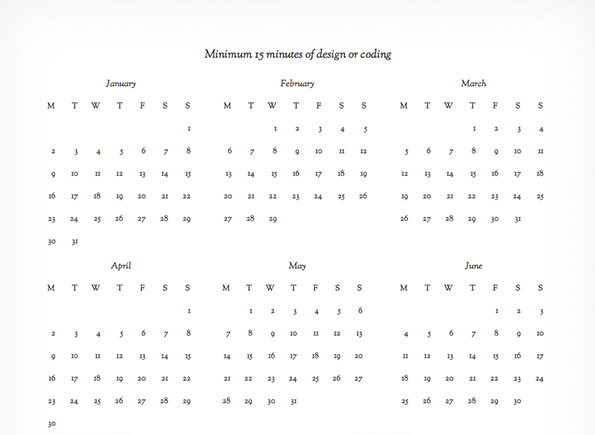 Minimum 15 minutes of design or coding
January February March
M T W T F S S M T W T F S S M T W T F S S
1 1 2 3 4 5 1 2 3 4
2 3 4 5 6 7 8 6 7 8 9 10 11 12 5 6 7 8 9 10 11
9 10 11 12 13 14 15 13 14 15 16 17 18 19 12 13 14 15 16 17 18
16 17 18 19 20 21 22 20 21 22 23 24 25 26 19 20 21 22 23 24 25
23 24 25 26 27 28 29 27 28 29 26 27 28 29 30 31
30 31
April May June
M T W T F S S M T W T F S S M T W T F S S
1 1 2 3 4 5 6 1 2 3
2 3 4 5 6 7 8 7 8 9 10 11 12 13 4 5 6 7 8 9 10
9 10 11 12 13 14 15 14 15 16 17 18 19 20 11 12 13 14 15 16 17
16 17 18 19 20 21 22 21 22 23 24 25 26 27 18 19 20 21 22 23 24
23 24 25 26 27 28 29 28 29 30 31 25 26 27 28 29 30
30